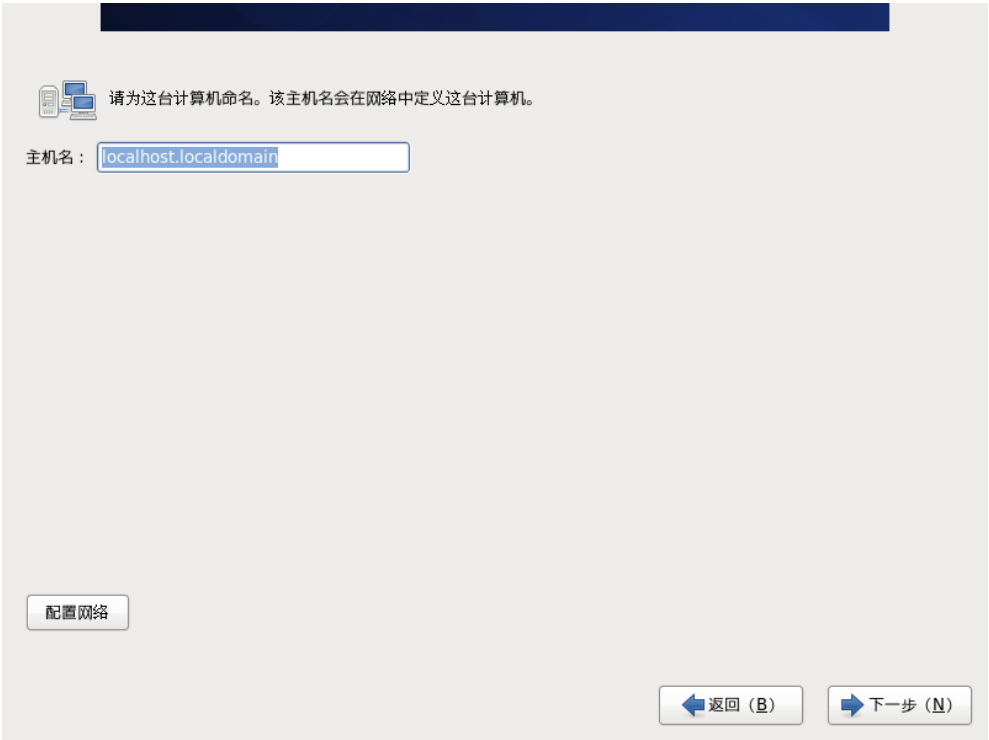 请为这台计算机命名。该主机名会在网络中定义这台计算机。
主机名：localhost.localdomain
配置网络
返回（B）
下一步（N）